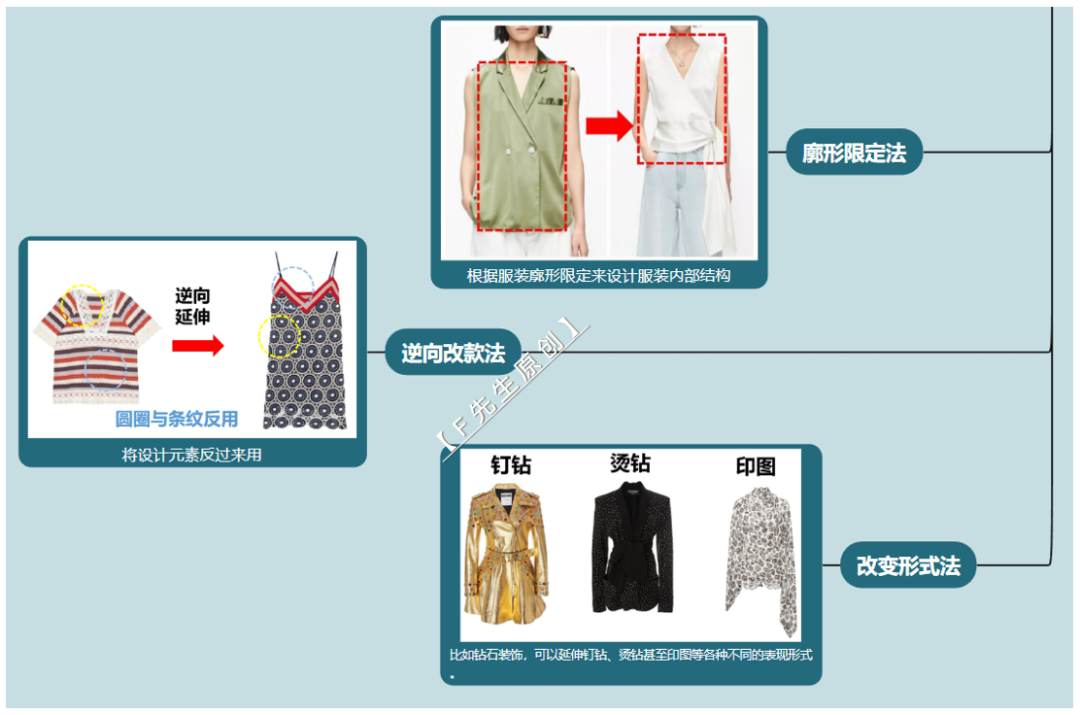 根据服装廓形限定来设计服装内部结构
廓形限定法
逆向
延伸
圆圈与条纹反用
将设计元素反过来用
逆向改款法
【F先生原创】
钉钻
烫钻
印图
比如钻石装饰，可以延伸钉钻、烫钻甚至印图等各种不同的表现形式
。
改变形式法